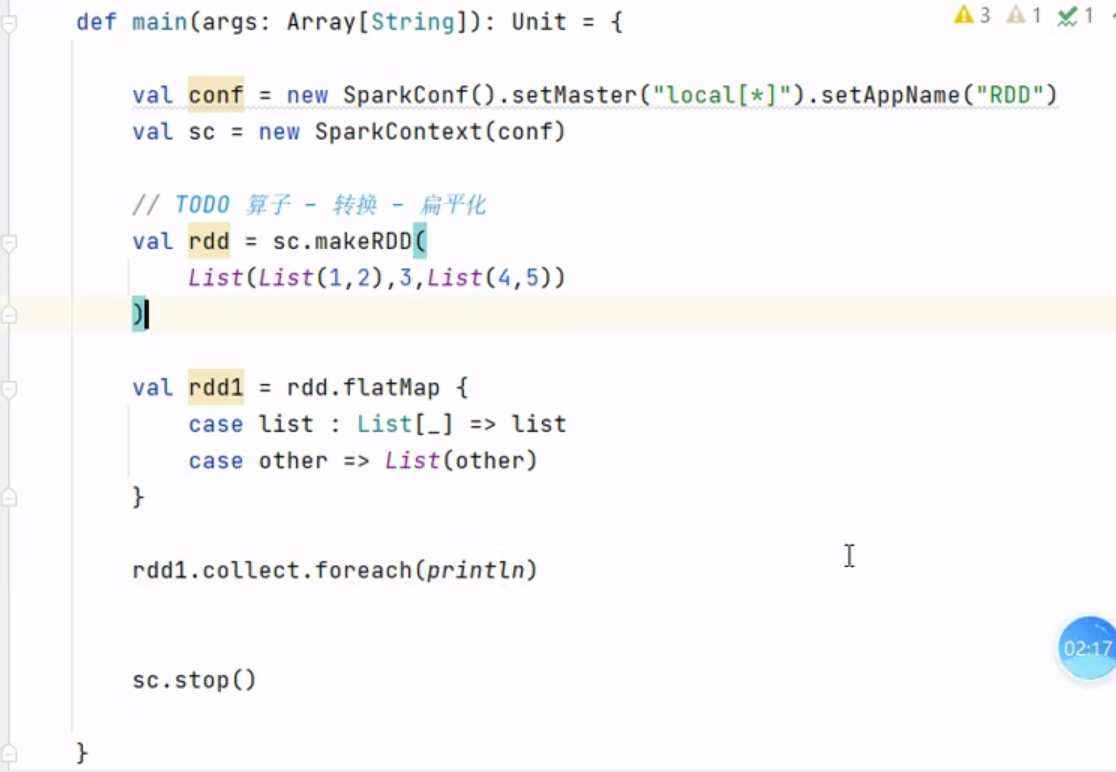 def main(args: Array[String]): Unit = {
3 1 1
val conf = new SparkConf().setMaster("local[*]").setAppName("RDD")
val sc = new SparkContext(conf)
// TODO 算子 - 转换 - 扁平化
val rdd = sc.makeRDD(
List(List(1,2),3,List(4,5))
)
val rdd1 = rdd.flatMap {
case list : List[_] => list
case other => List(other)
}
rdd1.collect.foreach(println)
02:17
sc.stop()
}